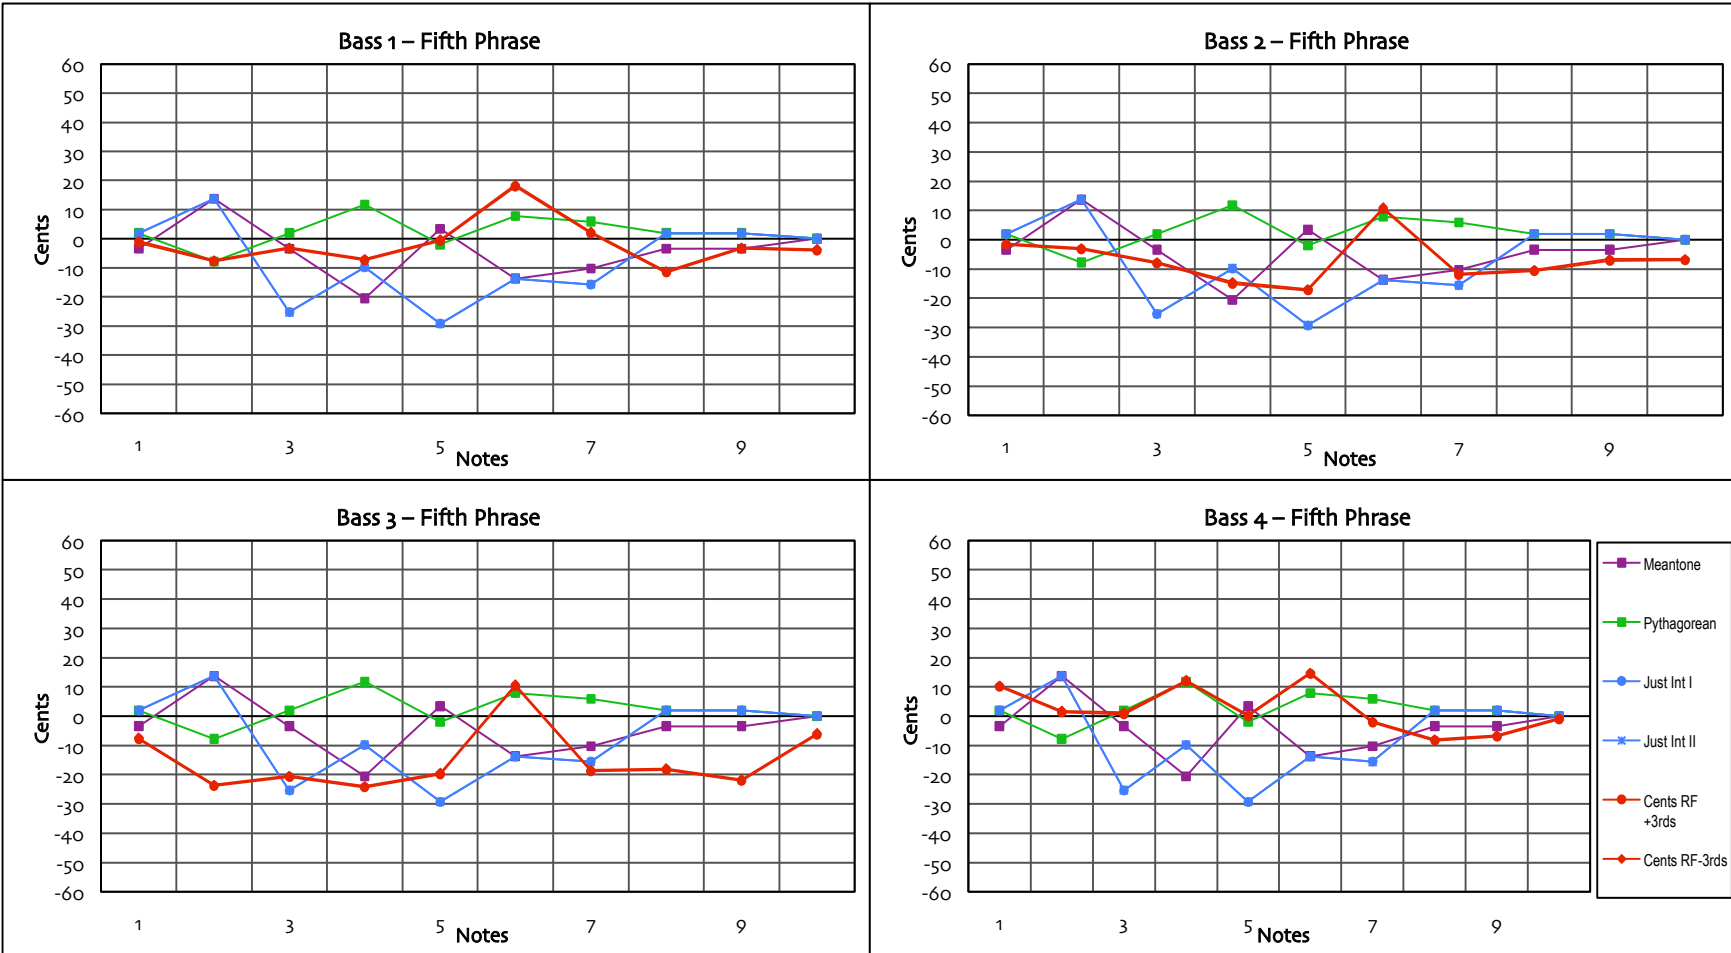 Bass 1 – Fifth Phrase
60
50
40
30
20
10
0
-10
-20
-30
-40
-50
-60
Cents
1 3 5 7 9
Notes
Bass 2 – Fifth Phrase
60
50
40
30
20
10
0
-10
-20
-30
-40
-50
-60
Cents
1 3 5 7 9
Notes
Bass 3 – Fifth Phrase
60
50
40
30
20
10
0
-10
-20
-30
-40
-50
-60
Cents
1 3 5 7 9
Notes
Bass 4 – Fifth Phrase
60
50
40
30
20
10
0
-10
-20
-30
-40
-50
-60
Cents
1 3 5 7 9
Notes
Meantone
Pythagorean
Just Int I
Just Int II
Cents RF
+3rds
Cents RF-3rds